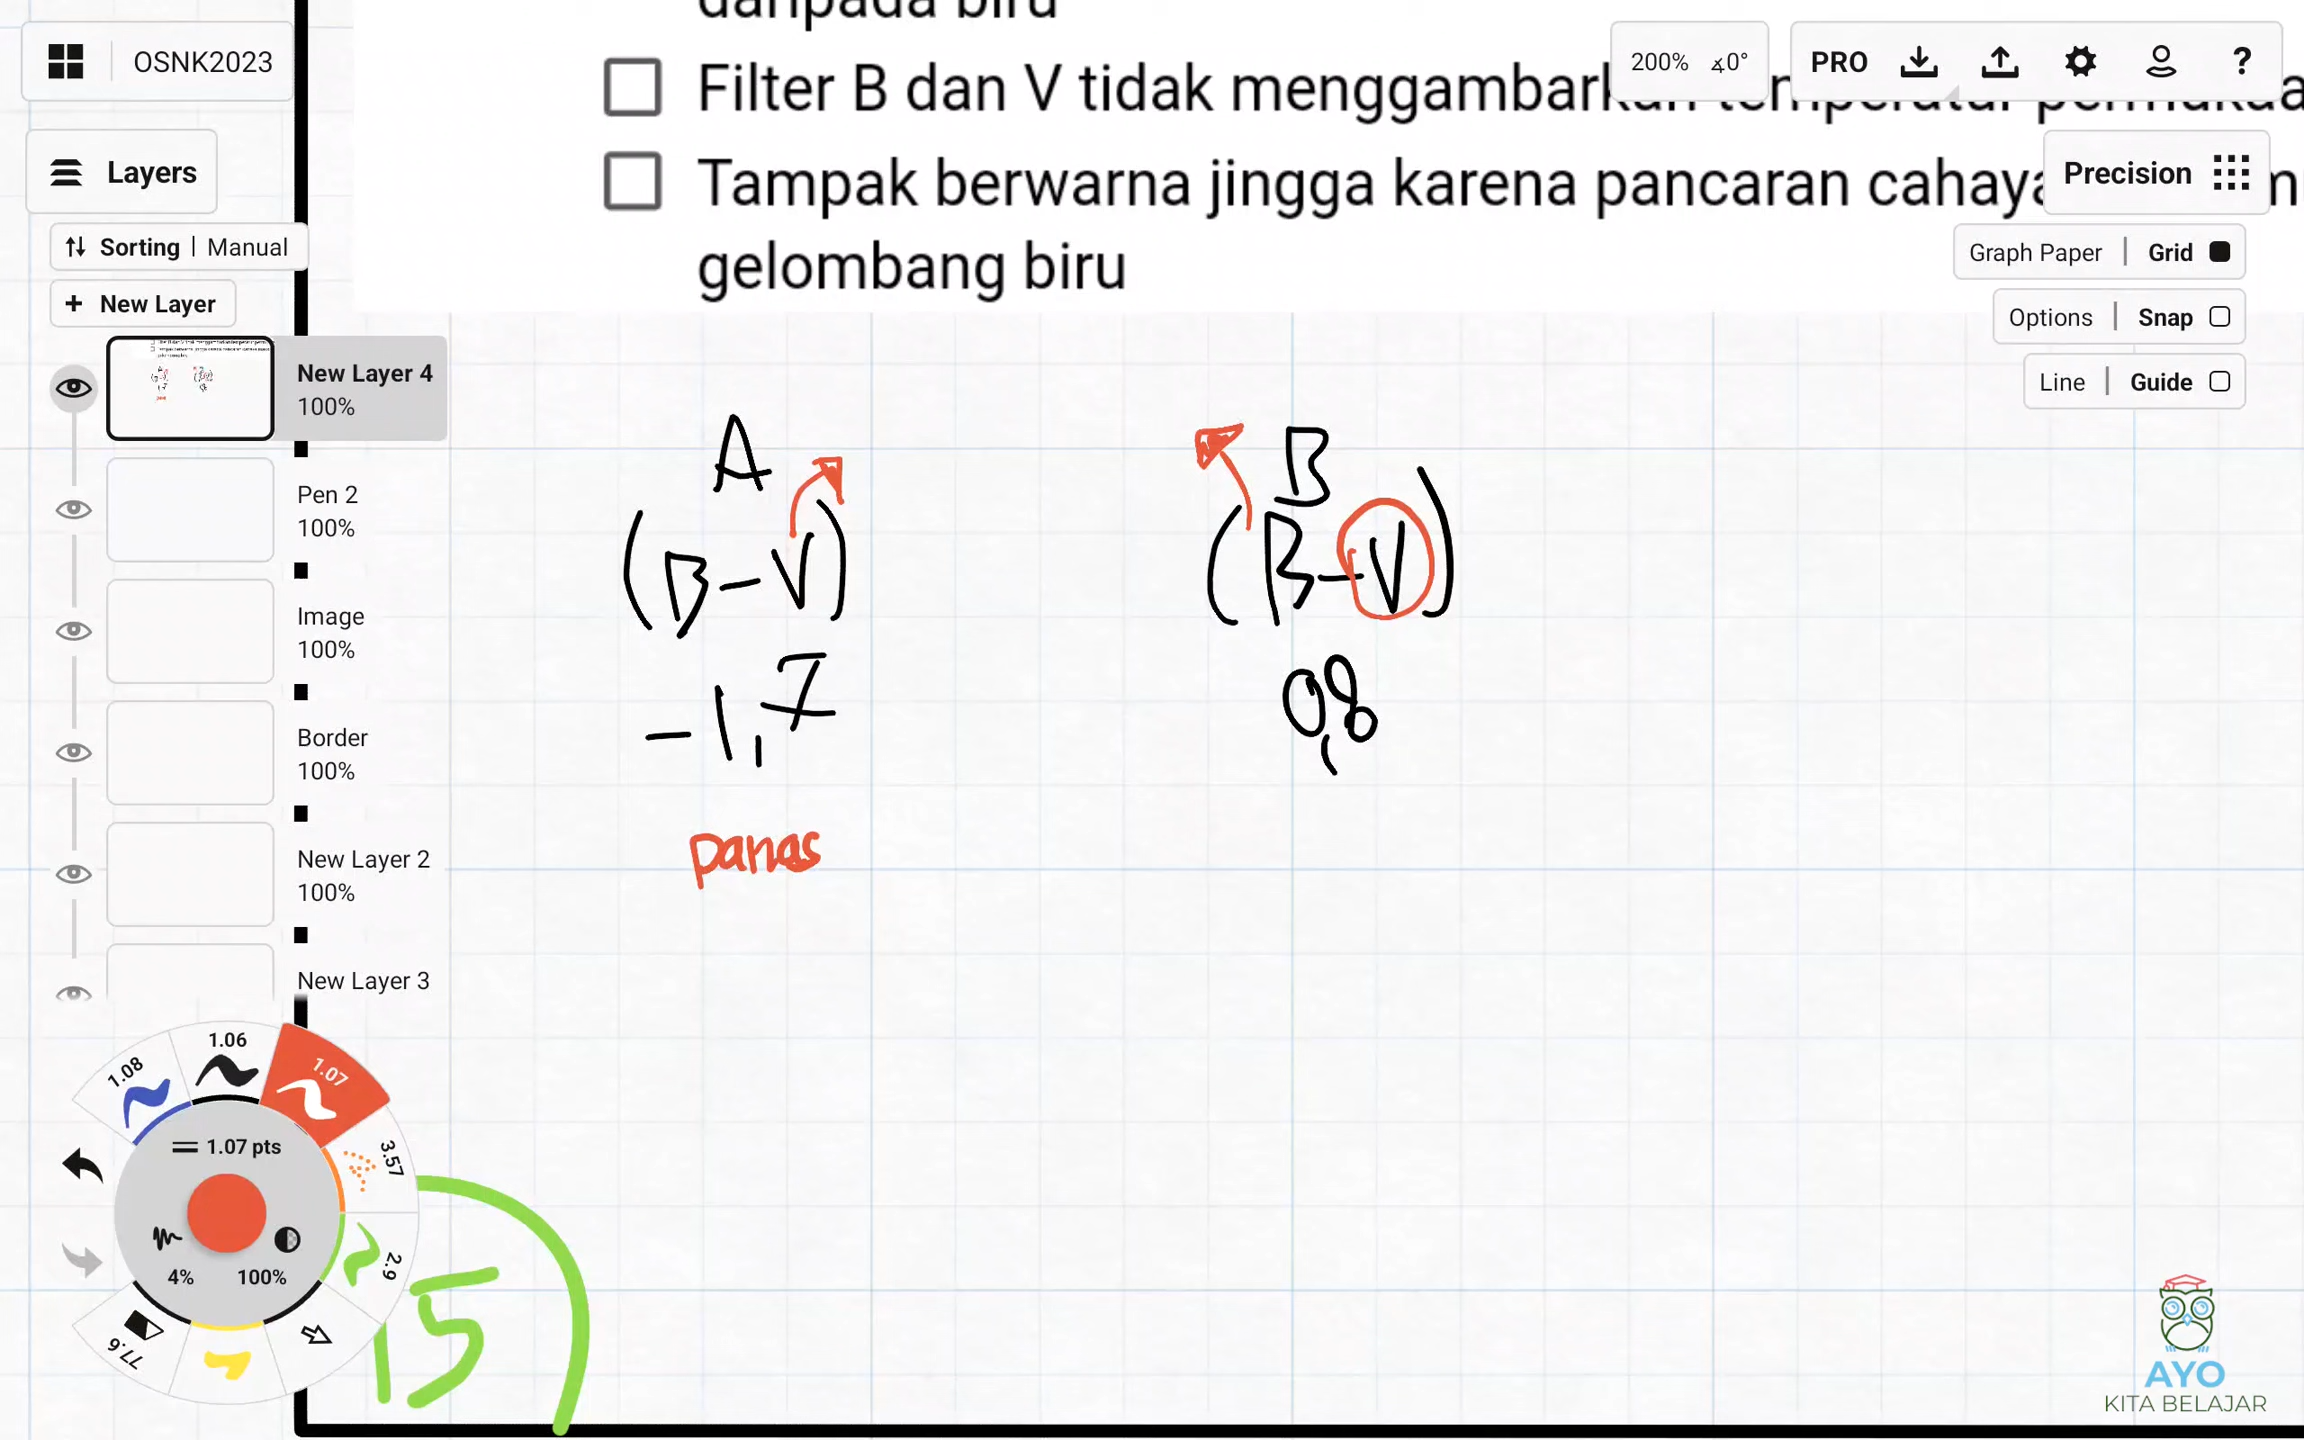 daripada biru
OSNK2023
200% ∡0°
PRO
?
Filter B dan V tidak menggambarkan temperatur permukaa
Layers
Precision
Tampak berwarna jingga karena pancaran cahaya
gelombang biru
Sorting | Manual
Graph Paper | Grid
+ New Layer
Options | Snap
Line | Guide
New Layer 4
100%
Pen 2
100%
Image
100%
Border
100%
New Layer 2
100%
New Layer 3
A
(B-V)
-1,7
panas
B
(B-V)
0,8
1.08
1.06
1.07
3.57
2.9
77.6
1.07 pts
4%
100%
15)
AYO
KITA BELAJAR